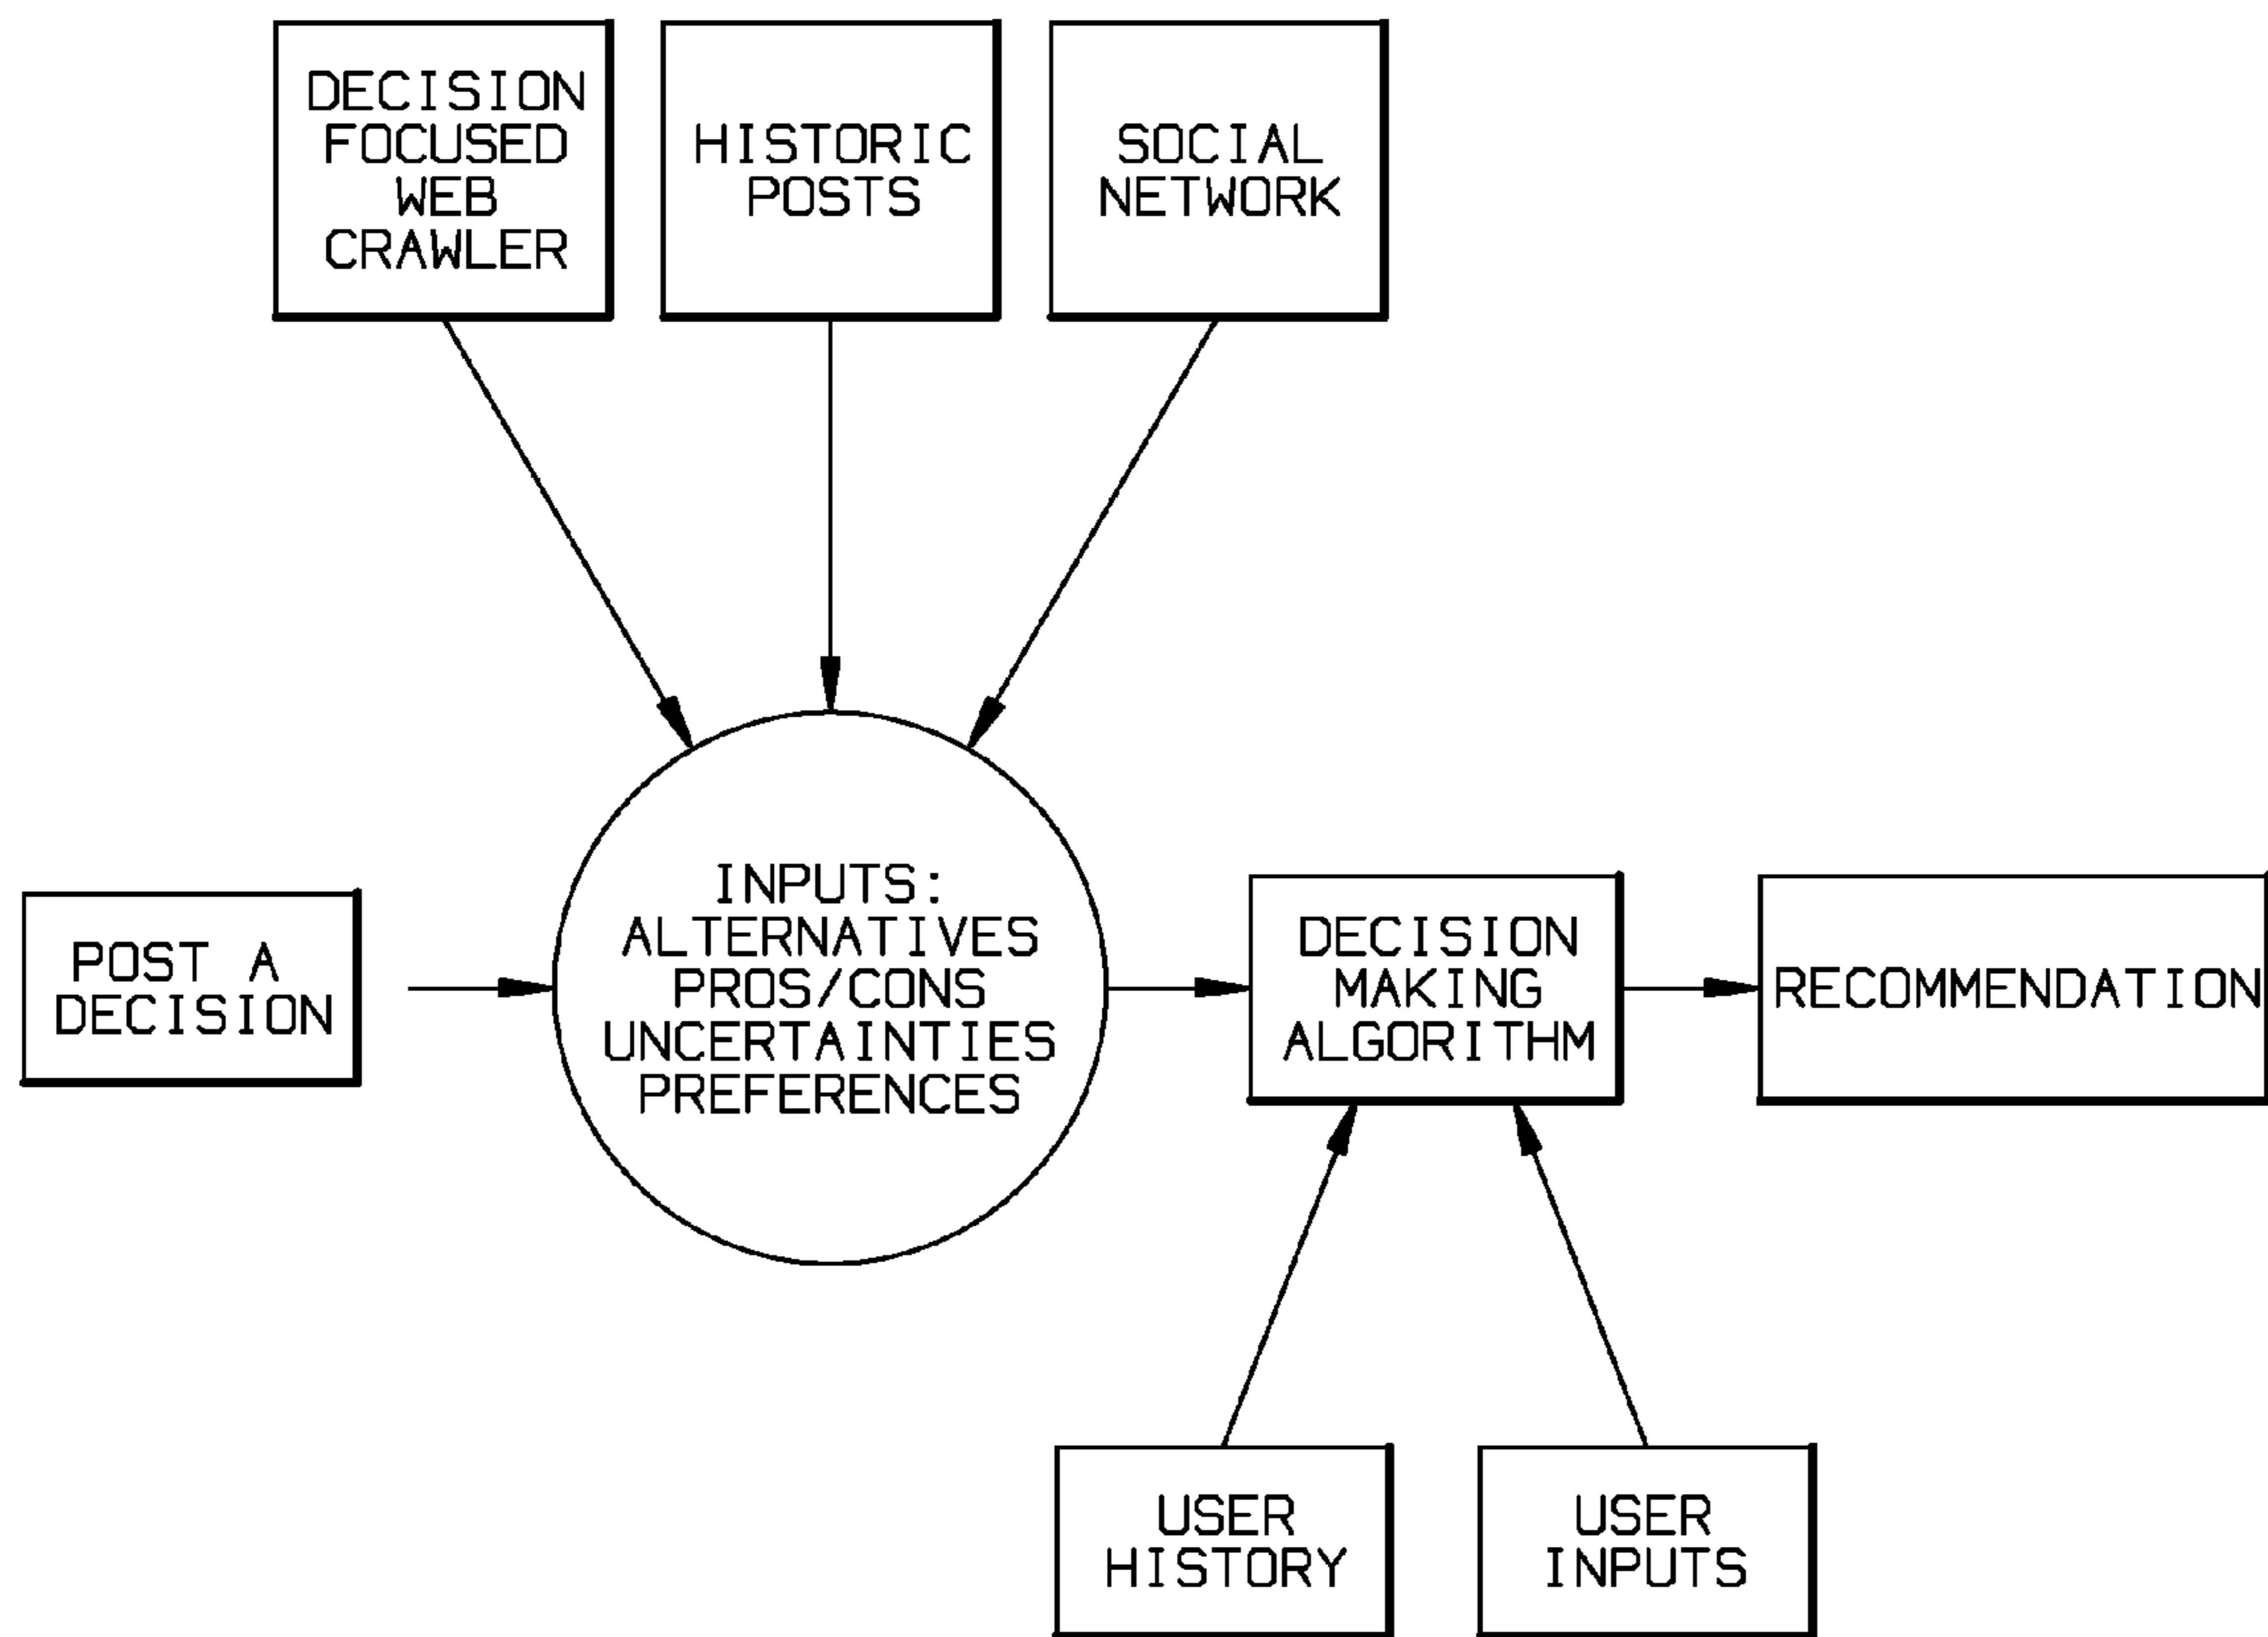 DECISION
FOCUSED
WEB
CRAWLER
HISTORIC
POSTS
SOCIAL
NETWORK
POST A
DECISION
INPUTS:
ALTERNATIVES
PROS/CONS
UNCERTAINTIES
PREFERENCES
DECISION
MAKING
ALGORITHM
RECOMMENDATION
USER
HISTORY
USER
INPUTS